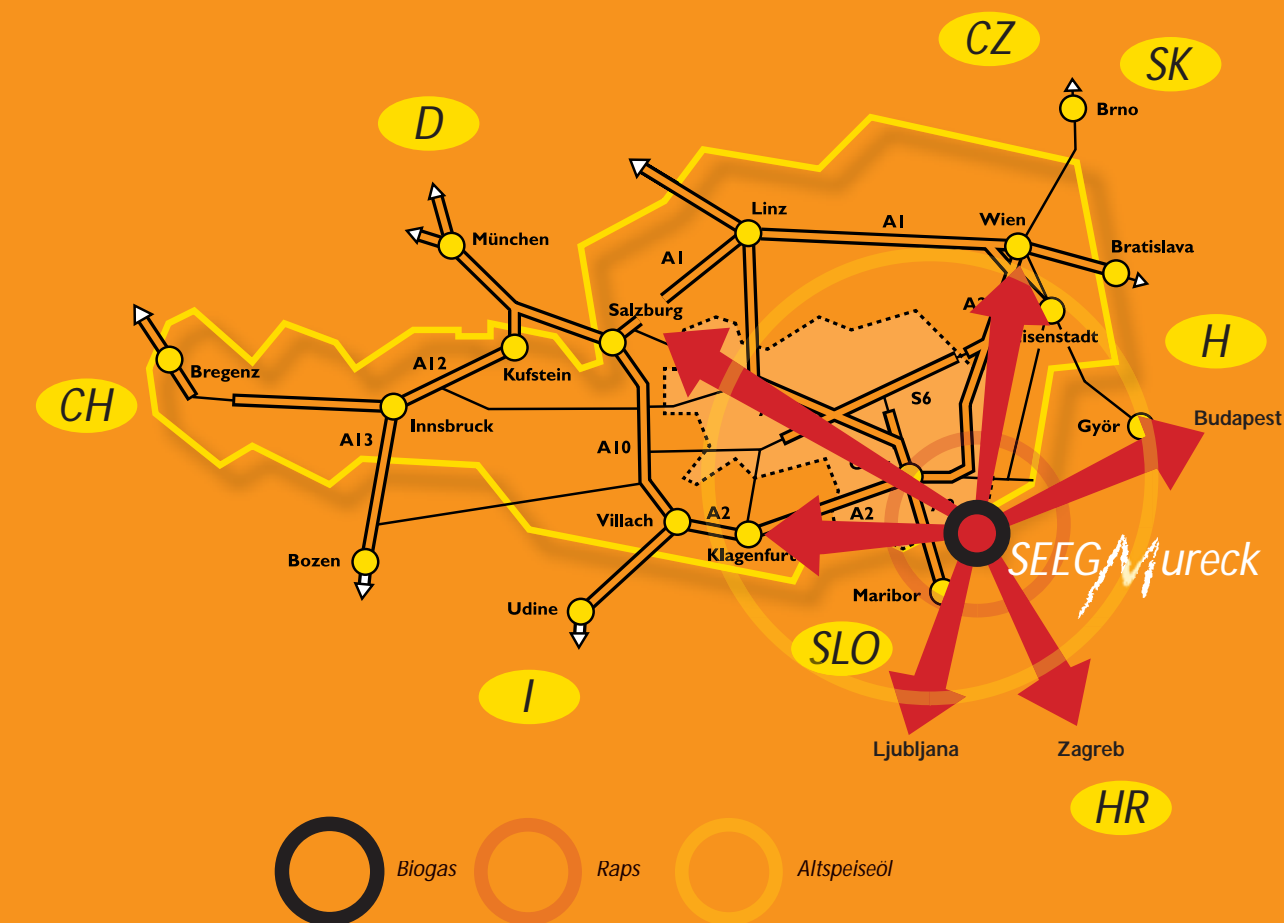 CZ
SK
D
Brno
Linz
A1
Wien
München
A1
Bratislava
Salzburg
A2
Eisenstadt
H
Bregenz
A12
Kufstein
CH
S6
Innsbruck
Györ
Budapest
A13
A10
Villach
A2
A2
Klagenfurt
SEEG Mureck
Bozen
Maribor
Udine
SLO
I
Ljubljana
Zagreb
HR
Biogas
Raps
Altspeiseöl